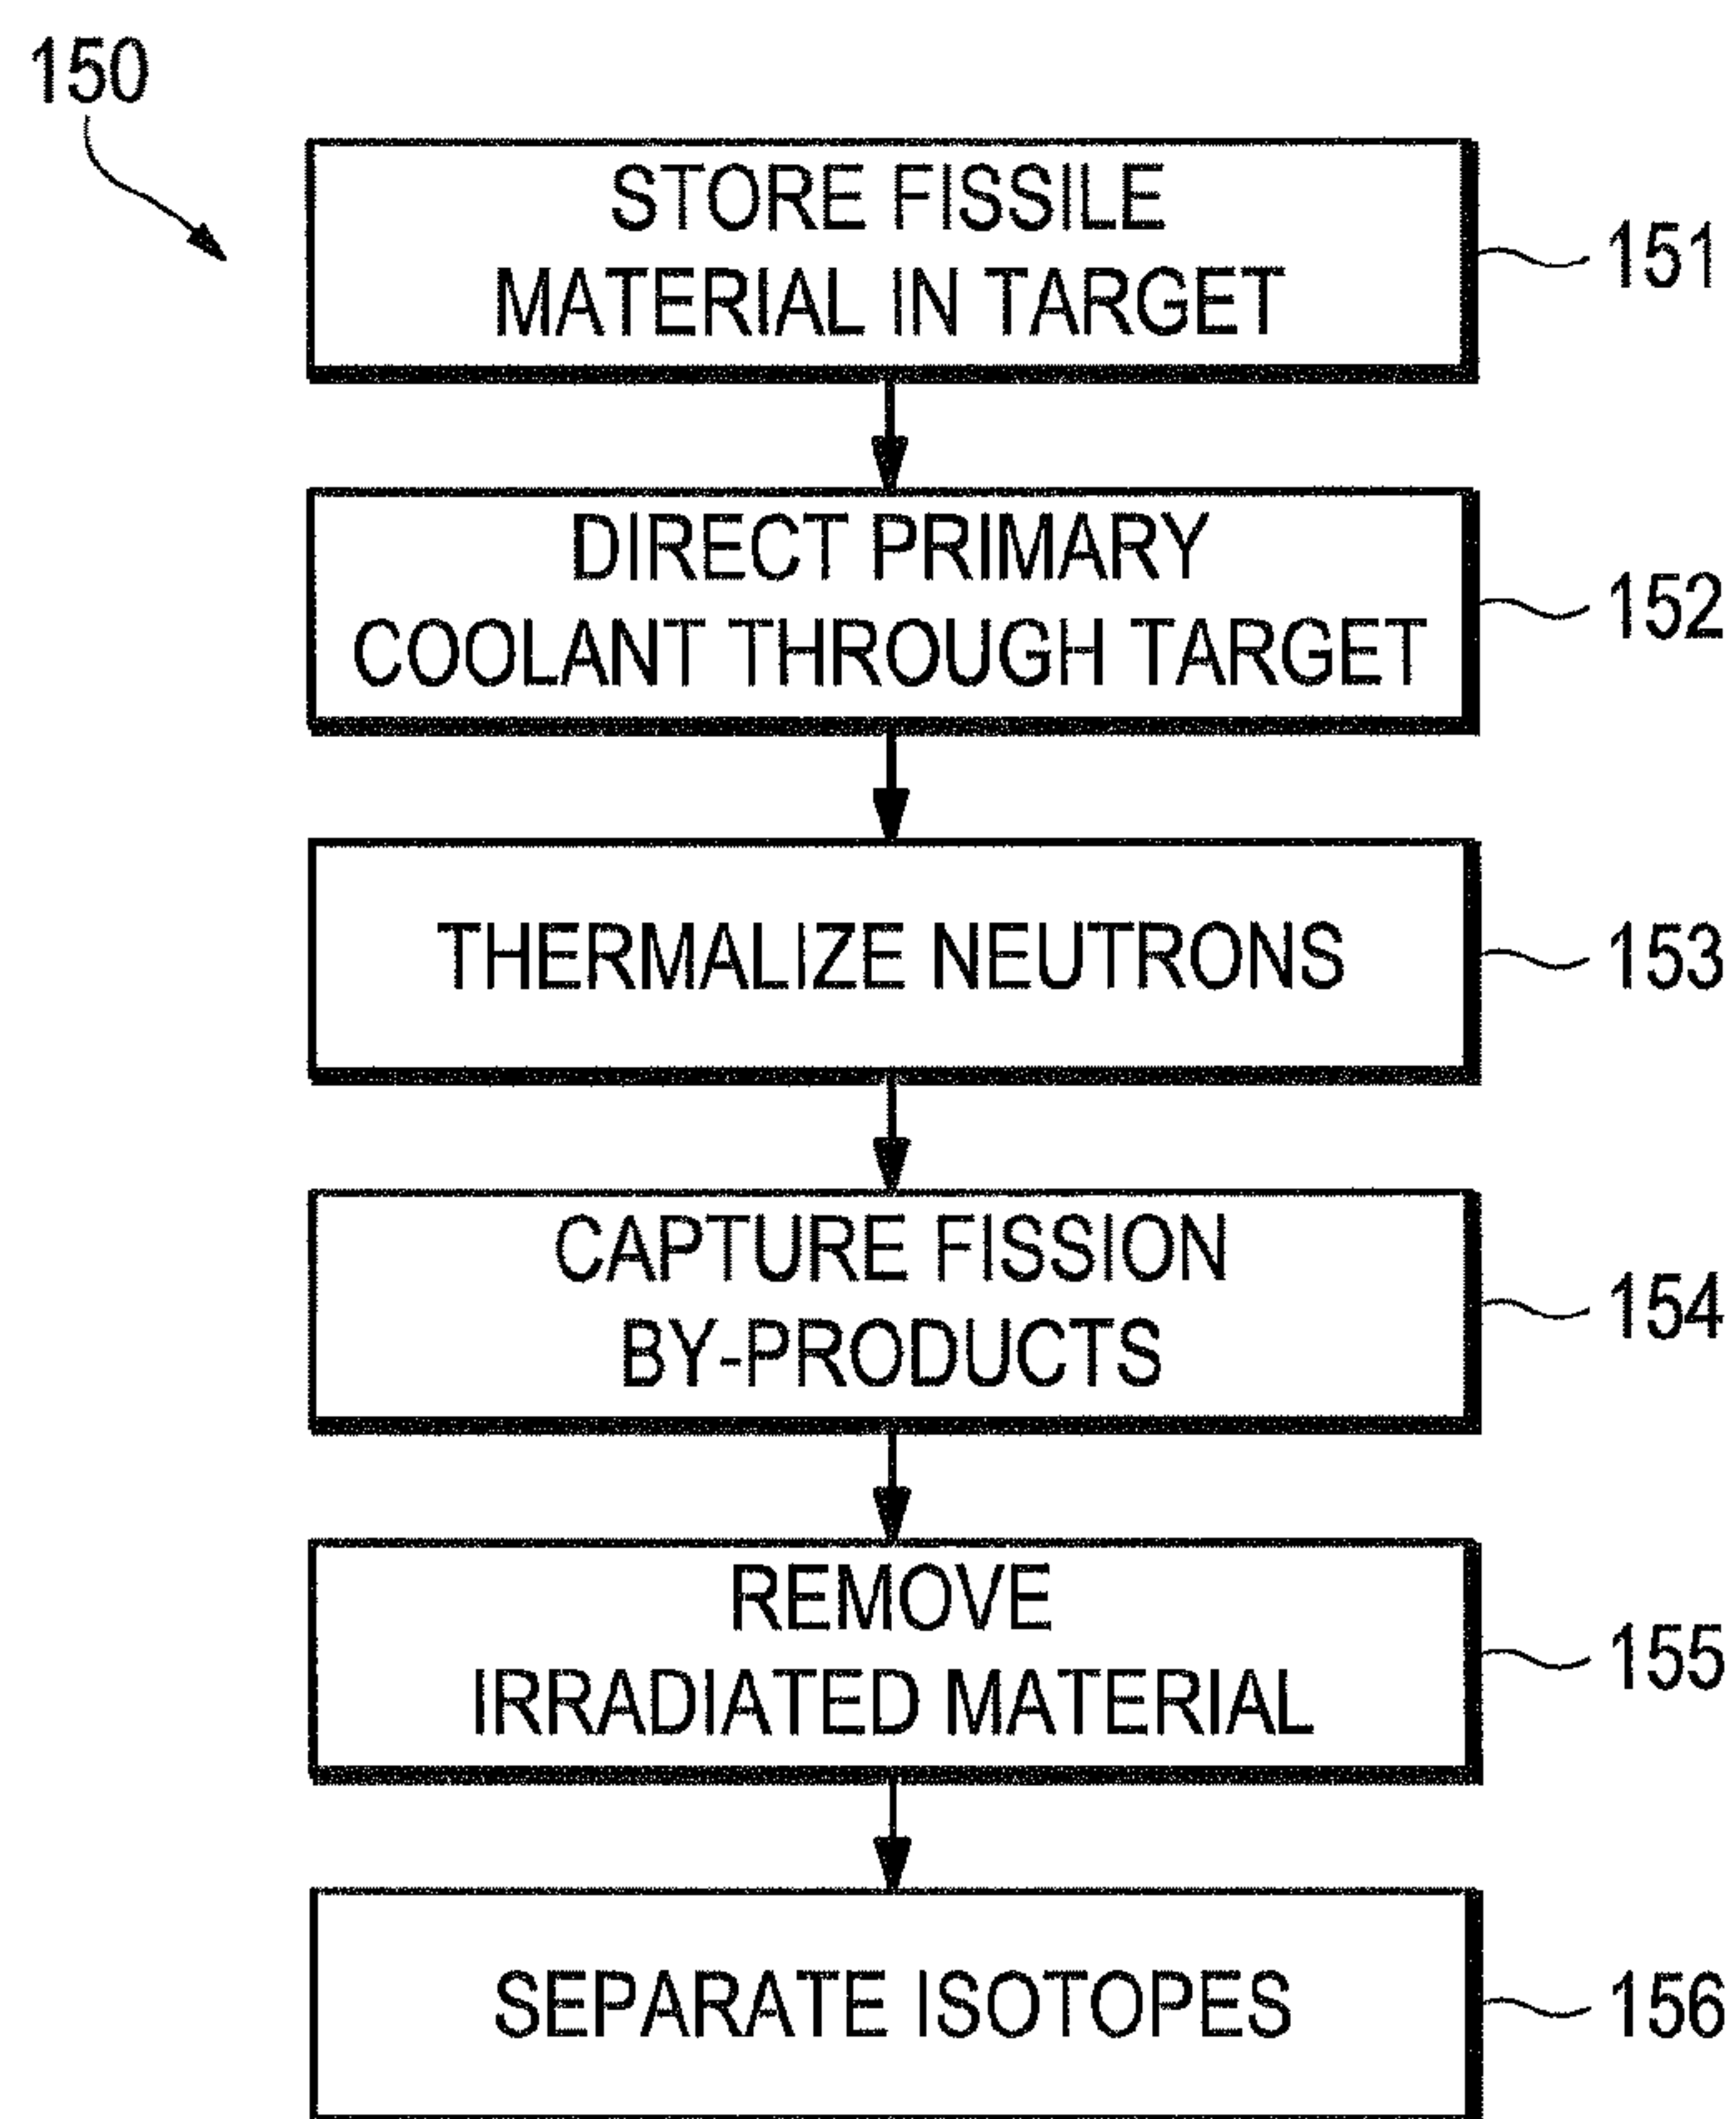 150
STORE FISSILE
MATERIAL IN TARGET
151
DIRECT PRIMARY
COOLANT THROUGH TARGET
152
THERMALIZE NEUTRONS
153
CAPTURE FISSION
BY-PRODUCTS
154
REMOVE
IRRADIATED MATERIAL
155
SEPARATE ISOTOPES
156